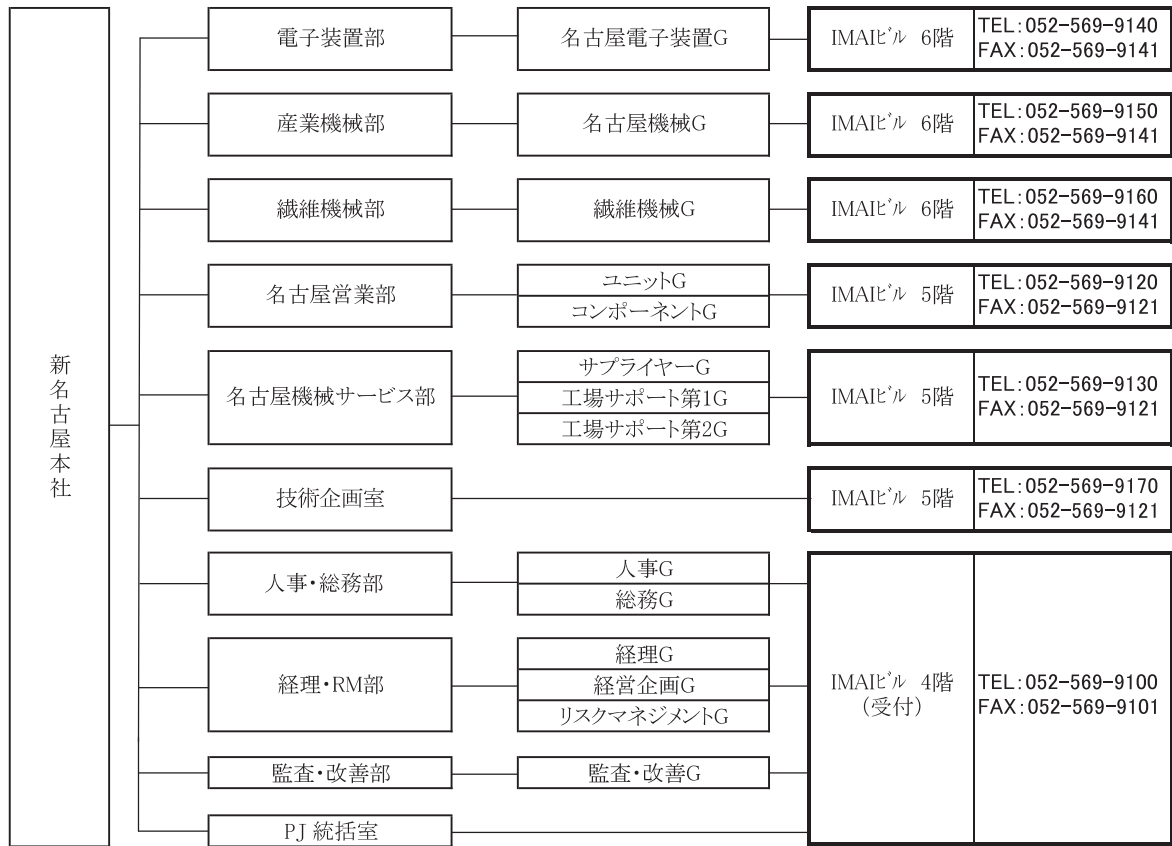 新名古屋本社
電子装置部
名古屋電子装置G
IMAIﾋﾞﾙ 6階
TEL:052-569-9140
FAX:052-569-9141
産業機械部
名古屋機械G
IMAIﾋﾞﾙ 6階
TEL:052-569-9150
FAX:052-569-9141
繊維機械部
繊維機械G
IMAIﾋﾞﾙ 6階
TEL:052-569-9160
FAX:052-569-9141
名古屋営業部
ユニットG
コンポーネントG
IMAIﾋﾞﾙ 5階
TEL:052-569-9120
FAX:052-569-9121
名古屋機械サービス部
サプライヤーG
工場サポート第1G
工場サポート第2G
IMAIﾋﾞﾙ 5階
TEL:052-569-9130
FAX:052-569-9121
技術企画室
IMAIﾋﾞﾙ 5階
TEL:052-569-9170
FAX:052-569-9121
人事・総務部
人事G
総務G
経理・RM部
経理G
経営企画G
リスクマネジメントG
監査・改善部
監査・改善G
PJ 統括室
IMAIﾋﾞﾙ 4階
(受付)
TEL:052-569-9100
FAX:052-569-9101